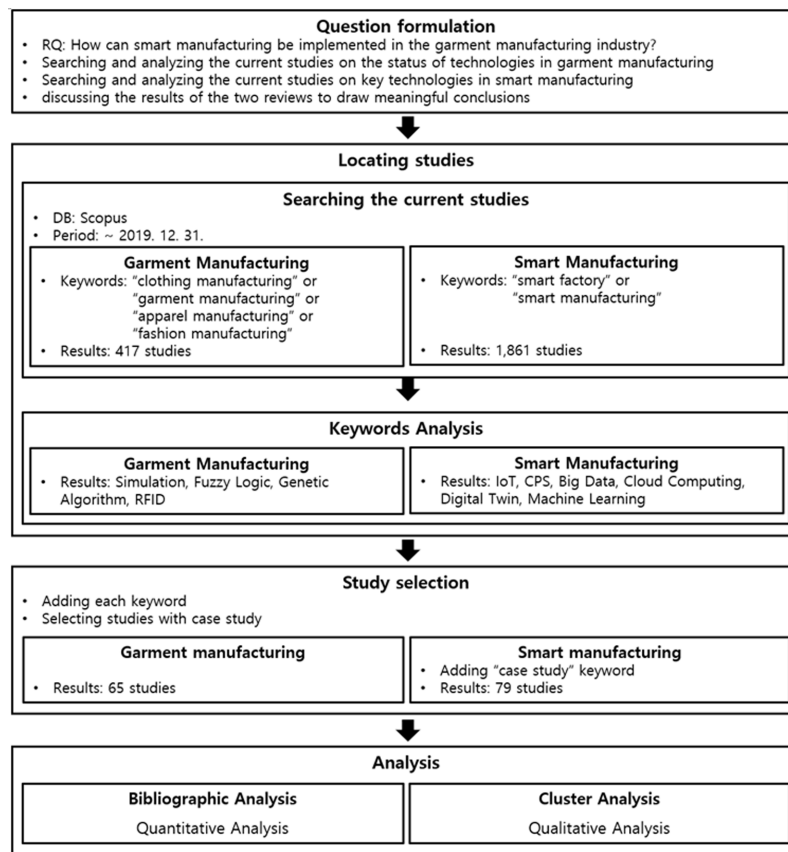 Question formulation
• RQ: How can smart manufacturing be implemented in the garment manufacturing industry?
• Searching and analyzing the current studies on the status of technologies in garment manufacturing
• Searching and analyzing the current studies on key technologies in smart manufacturing
• discussing the results of the two reviews to draw meaningful conclusions
Locating studies
Searching the current studies
• DB: Scopus
• Period: ~ 2019. 12. 31.
Garment Manufacturing
• Keywords: “clothing manufacturing” or
“garment manufacturing” or
“apparel manufacturing” or
“fashion manufacturing”
• Results: 417 studies
Smart Manufacturing
• Keywords: “smart factory” or
“smart manufacturing”
• Results: 1,861 studies
Keywords Analysis
Garment Manufacturing
• Results: Simulation, Fuzzy Logic, Genetic
Algorithm, RFID
Smart Manufacturing
• Results: IoT, CPS, Big Data, Cloud Computing,
Digital Twin, Machine Learning
Study selection
• Adding each keyword
• Selecting studies with case study
Garment manufacturing
• Results: 65 studies
Smart manufacturing
• Adding “case study” keyword
• Results: 79 studies
Analysis
Bibliographic Analysis
Quantitative Analysis
Cluster Analysis
Qualitative Analysis